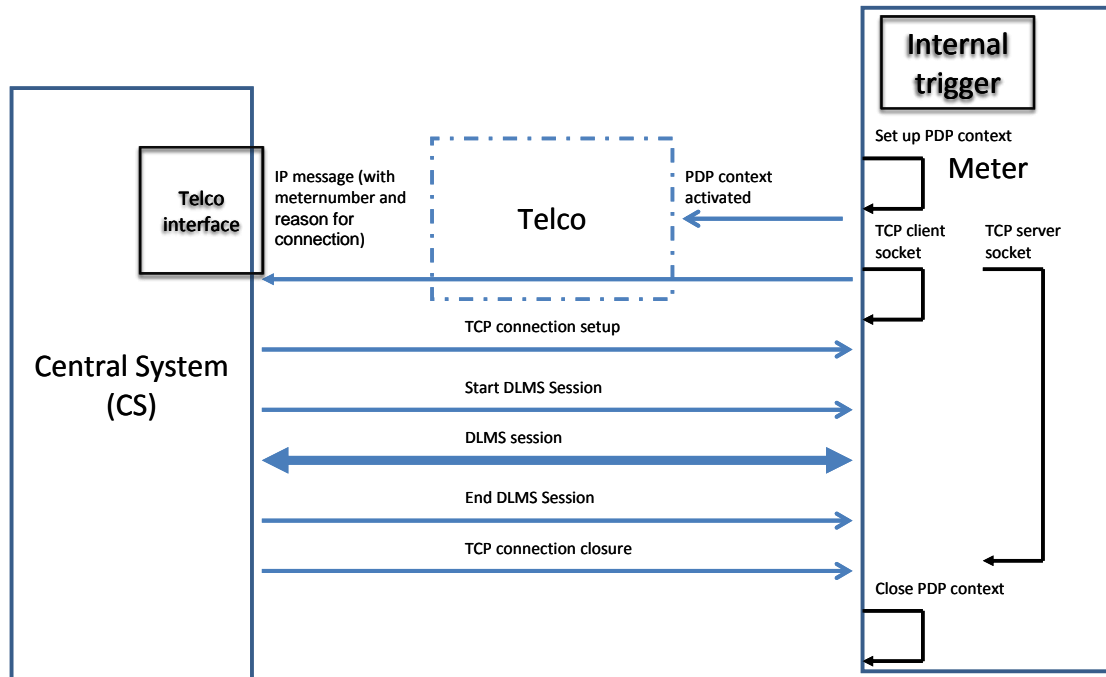 Internal
trigger
Set up PDP context
Meter
Telco
interface
IP message (with
meternumber and
reason for
connection)
Telco
PDP context
activated
TCP client
socket
TCP server
socket
TCP connection setup
Central System
(CS)
Start DLMS Session
DLMS session
End DLMS Session
TCP connection closure
Close PDP context